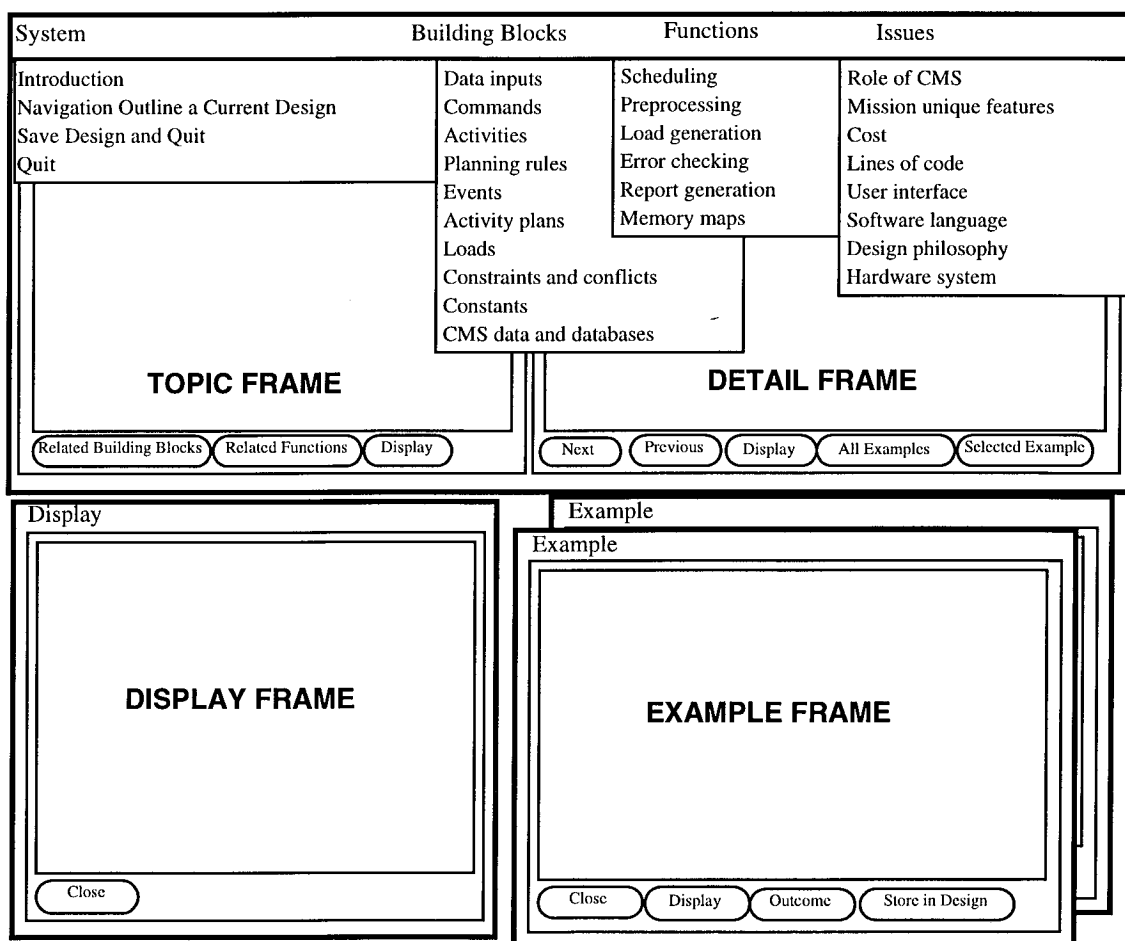 System Building Blocks Functions Issues
Introduction
Navigation Outline a Current Design
Save Design and Quit
Quit
Data inputs
Commands
Activities
Planning rules
Events
Activity plans
Loads
Constraints and conflicts
Constants
CMS data and databases
Scheduling
Preprocessing
Load generation
Error checking
Report generation
Memory maps
Role of CMS
Mission unique features
Cost
Lines of code
User interface
Software language
Design philosophy
Hardware system
TOPIC FRAME
Related Building Blocks Related Functions Display
DETAIL FRAME
Next Previous Display All Examples Selected Example
Display
DISPLAY FRAME
Close
Example
Example
EXAMPLE FRAME
Close Display Outcome Store in Design